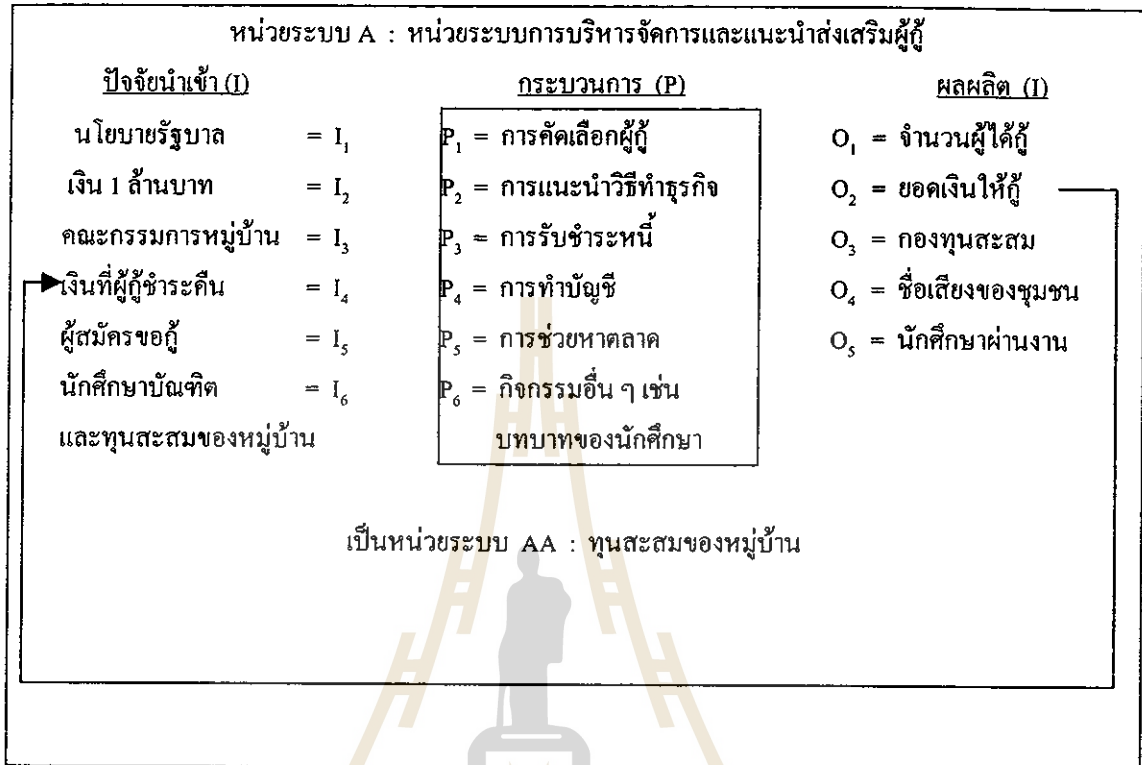 หน่วยระบบ A : หน่วยระบบการบริหารจัดการและแนะนำส่งเสริมผู้กู้
ปัจจัยนำเข้า (I) กระบวนการ (P) ผลผลิต (I)
นโยบายรัฐบาล = I₁ P₁ = การคัดเลือกผู้กู้ O₁ = จำนวนผู้ได้กู้
เงิน 1 ล้านบาท = I₂ P₂ = การแนะนำวิธีทำธุรกิจ O₂ = ยอดเงินให้กู้
คณะกรรมการหมู่บ้าน = I₃ P₃ = การรับชำระหนี้ O₃ = กองทุนสะสม
เงินที่ผู้กู้ชำระคืน = I₄ P₄ = การทำบัญชี O₄ = ชื่อเสียงของชุมชน
ผู้สมัครขอกู้ = I₅ P₅ = การช่วยหาตลาด O₅ = นักศึกษาผ่านงาน
นักศึกษาบัณฑิต = I₆ P₆ = กิจกรรมอื่น ๆ เช่น
และทุนสะสมของหมู่บ้าน บทบาทของนักศึกษา
เป็นหน่วยระบบ AA : ทุนสะสมของหมู่บ้าน